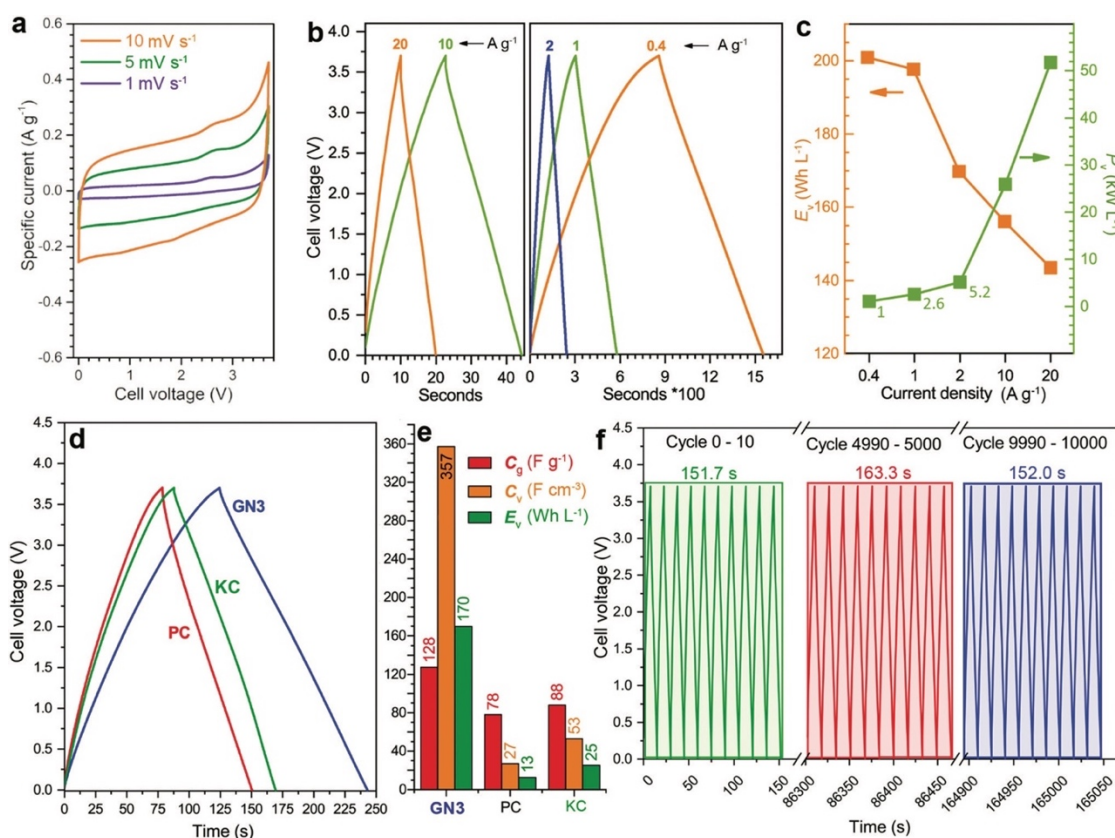 a
10 mV s⁻¹
5 mV s⁻¹
1 mV s⁻¹
Specific current (A g⁻¹)
0.6
0.4
0.2
0.0
-0.2
-0.4
-0.6
0 1 2 3
Cell voltage (V)
b
20 10 A g⁻¹
2 1 0.4 A g⁻¹
Cell voltage (V)
4.0
3.5
3.0
2.5
2.0
1.5
1.0
0.5
0.0
0 10 20 30 40
Seconds
0 3 6 9 12 15
Seconds *100
c
Eᵥ (Wh L⁻¹)
200
180
160
140
120
Pᵥ (kW L⁻¹)
50
40
30
20
10
0
1 2.6 5.2
0.4 1 2 10 20
Current density (A g⁻¹)
d
Cell voltage (V)
4.5
4.0
3.5
3.0
2.5
2.0
1.5
1.0
0.5
0.0
GN3
KC
PC
0 25 50 75 100 125 150 175 200 225 250
Time (s)
e
360
320
280
240
200
160
120
80
40
0
C_g (F g⁻¹)
Cᵥ (F cm⁻³)
Eᵥ (Wh L⁻¹)
128 357 170
78 27 13
88 53 25
GN3 PC KC
f
Cycle 0 - 10 Cycle 4990 - 5000 Cycle 9990 - 10000
151.7 s 163.3 s 152.0 s
Cell voltage (V)
4.5
4.0
3.5
3.0
2.5
2.0
1.5
1.0
0.5
0.0
0 50 100 150 86300 86350 86400 86450 164900 164950 165000 165050
Time (s)